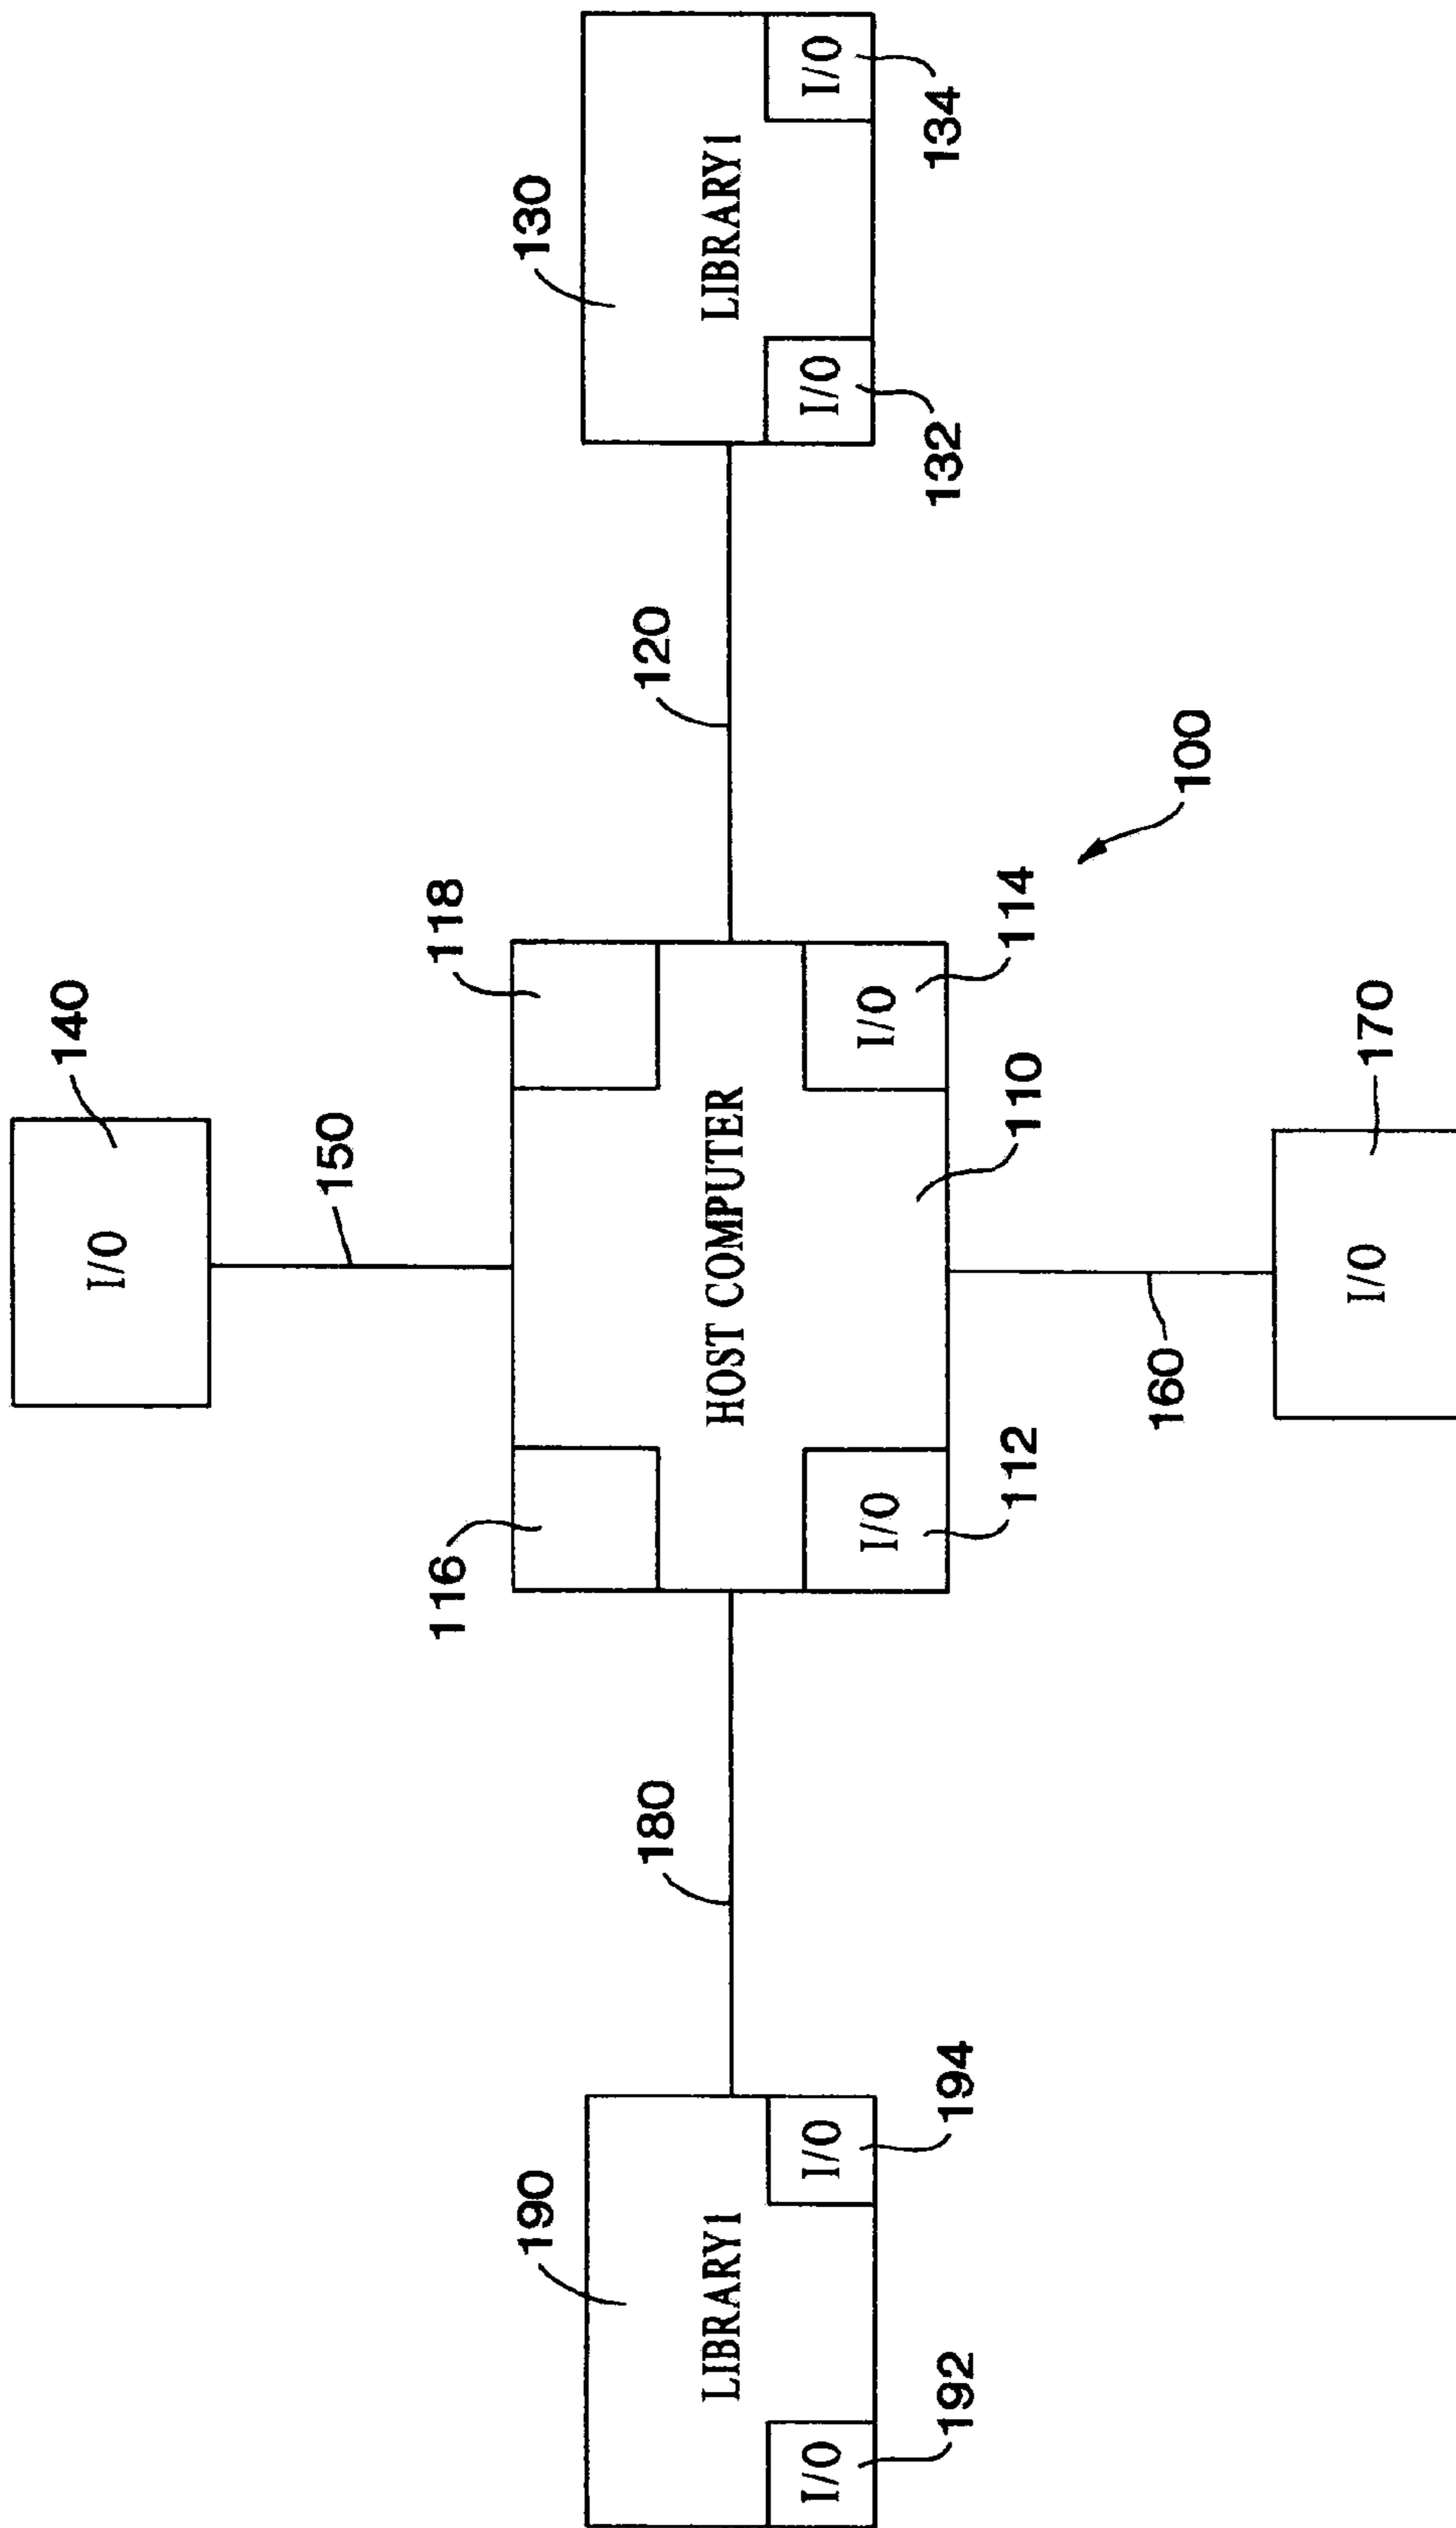 140
I/O
150
118
116
130
LIBRARY1
I/O
132
I/O
134
120
180
190
LIBRARY1
I/O
192
I/O
194
HOST COMPUTER
I/O
112
110
I/O
114
100
160
I/O
170